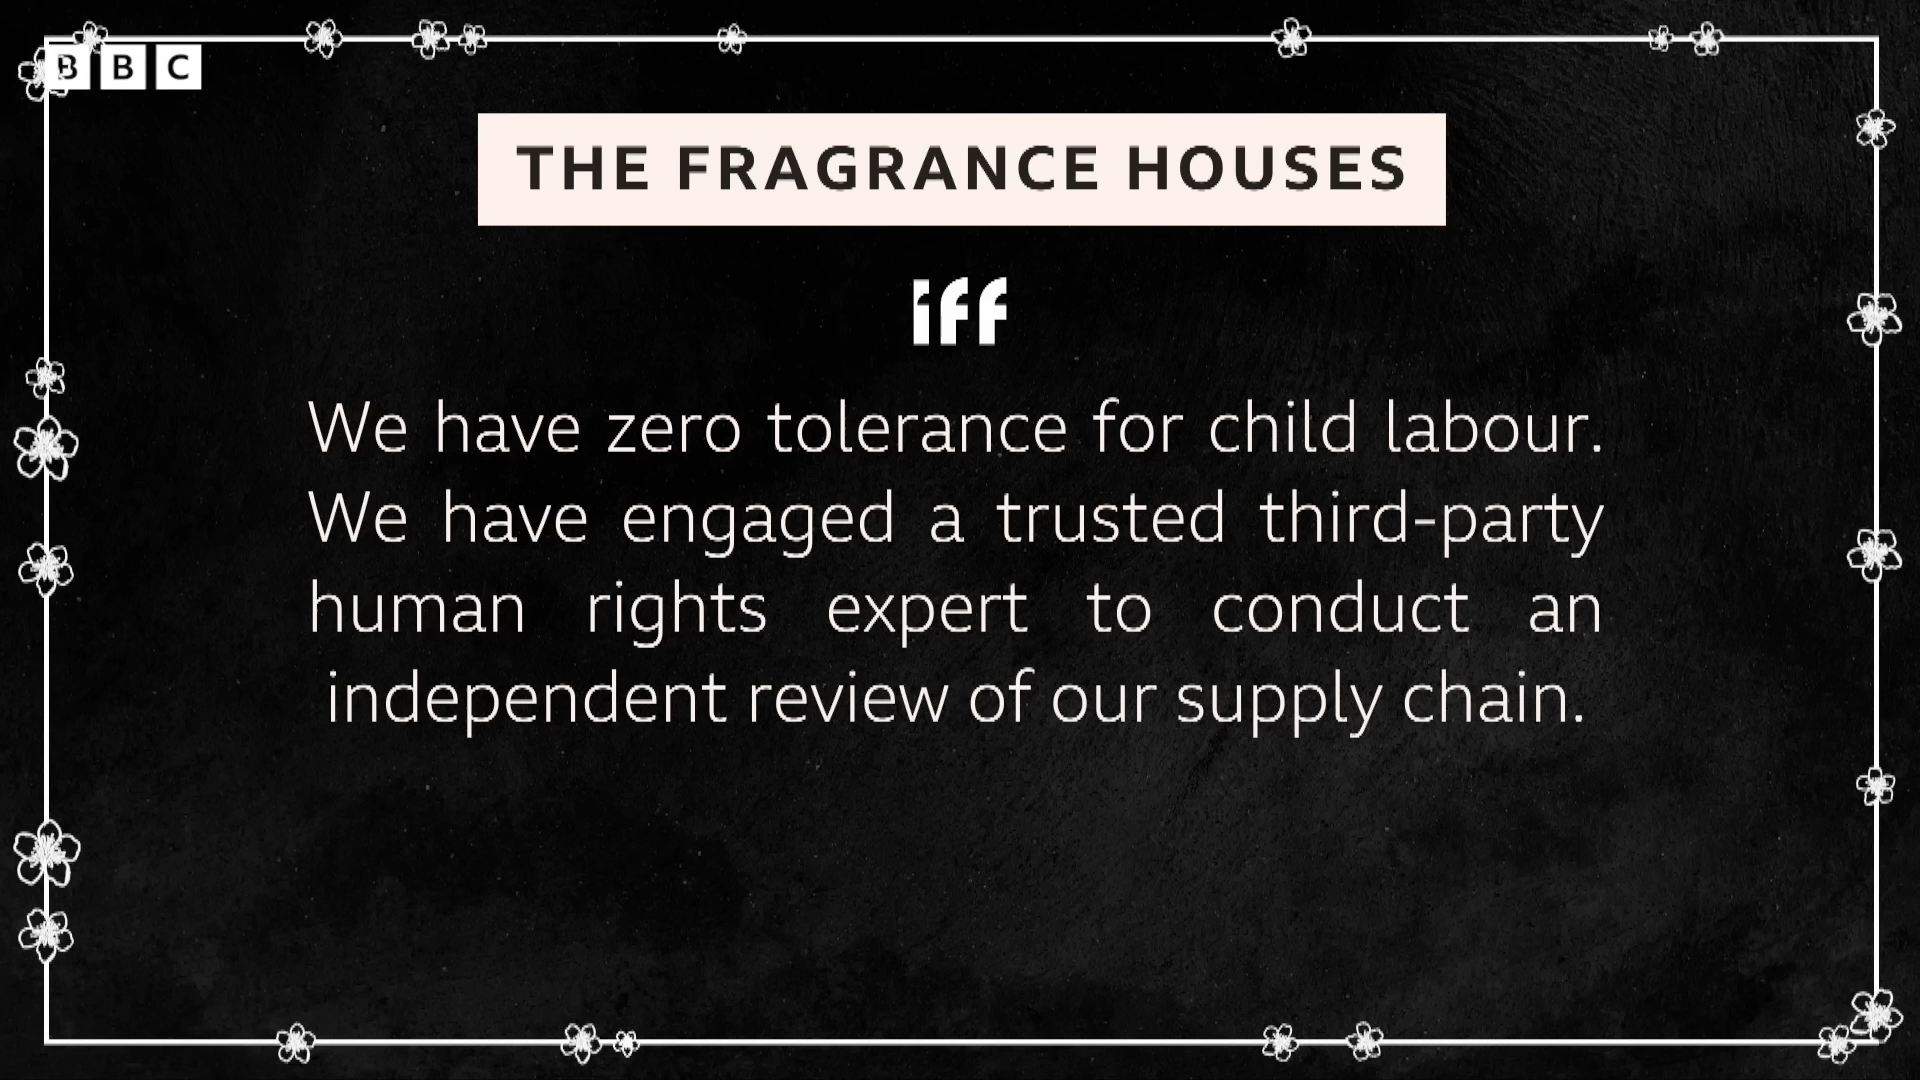 BBC
THE FRAGRANCE HOUSES
iff
We have zero tolerance for child labour.
We have engaged a trusted third-party
human rights expert to conduct an
independent review of our supply chain.